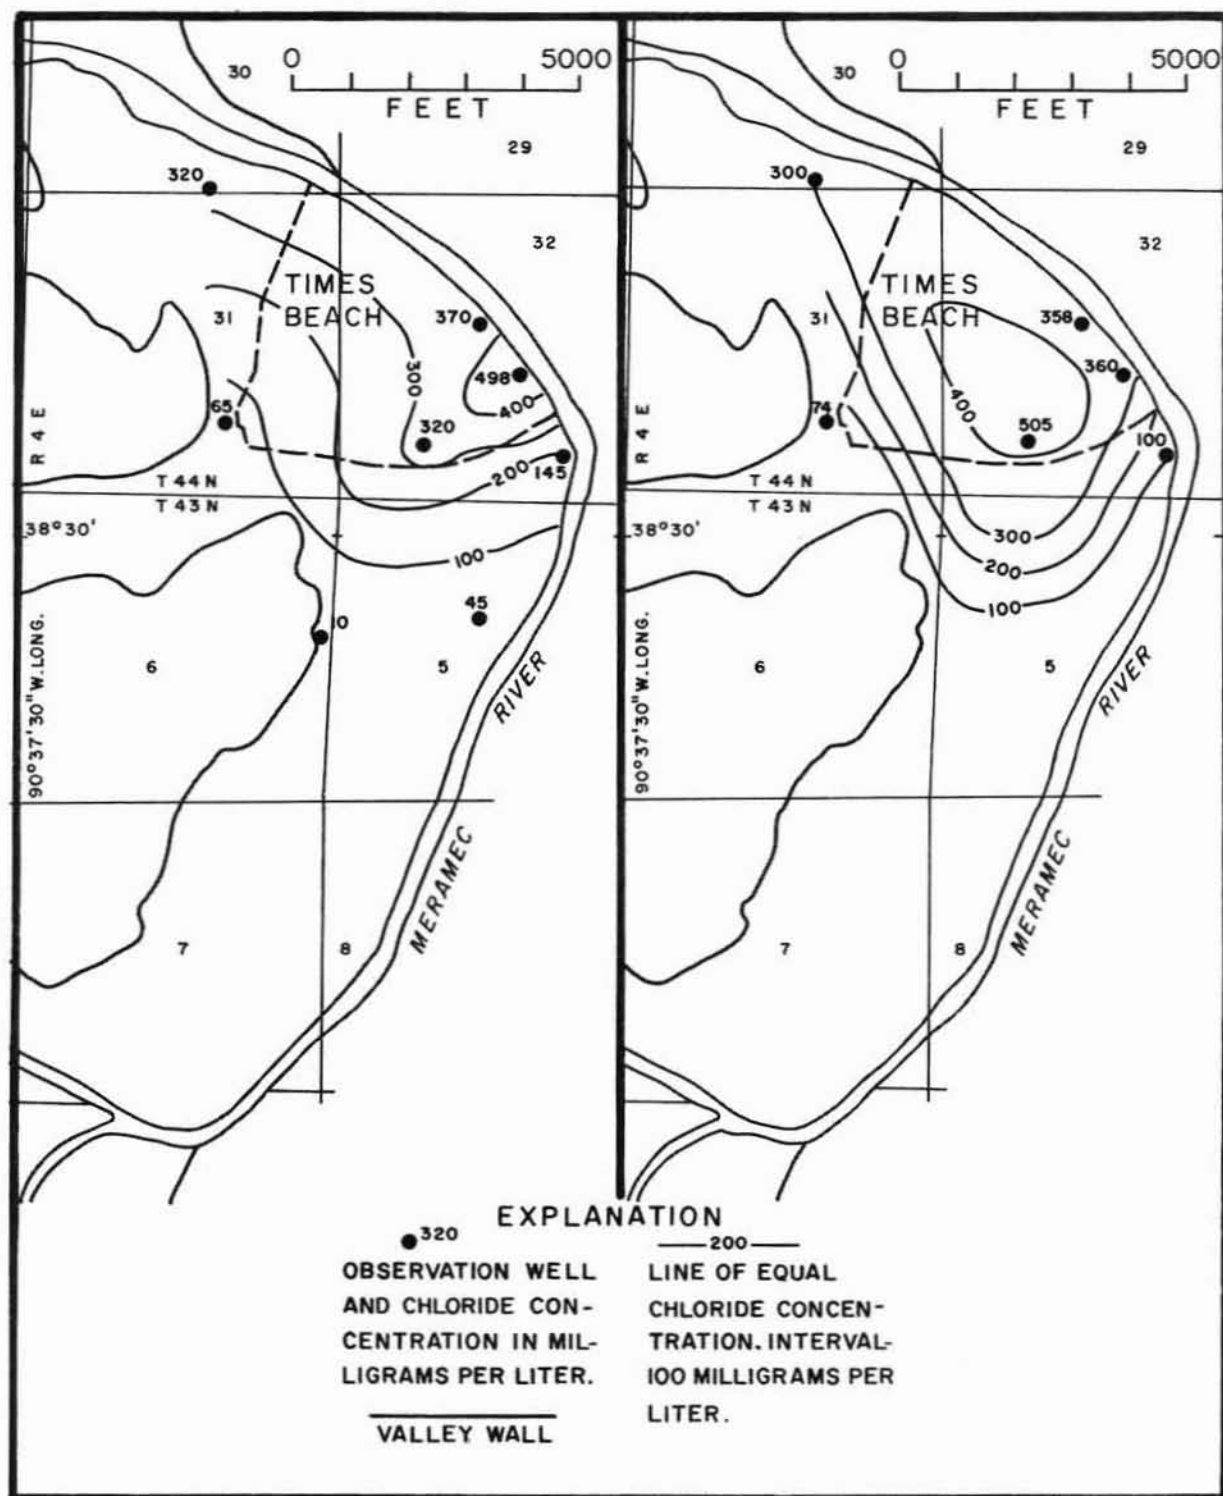 0 5000
FEET
30
29
320
32
TIMES
BEACH
31
370
300
498
400
65
320
R 4 E
200
145
T 44 N
T 43 N
38°30'
100
45
10
6
5
90°37'30" W. LONG.
RIVER
MERAMEC
7
8
0 5000
FEET
30
29
300
32
TIMES
BEACH
31
358
360
400
74
505
100
R 4 E
T 44 N
T 43 N
38°30'
300
200
100
6
5
90°37'30" W. LONG.
RIVER
MERAMEC
7
8
EXPLANATION
320
OBSERVATION WELL
AND CHLORIDE CON-
CENTRATION IN MIL-
LIGRAMS PER LITER.
VALLEY WALL
200
LINE OF EQUAL
CHLORIDE CONCEN-
TRATION. INTERVAL-
100 MILLIGRAMS PER
LITER.